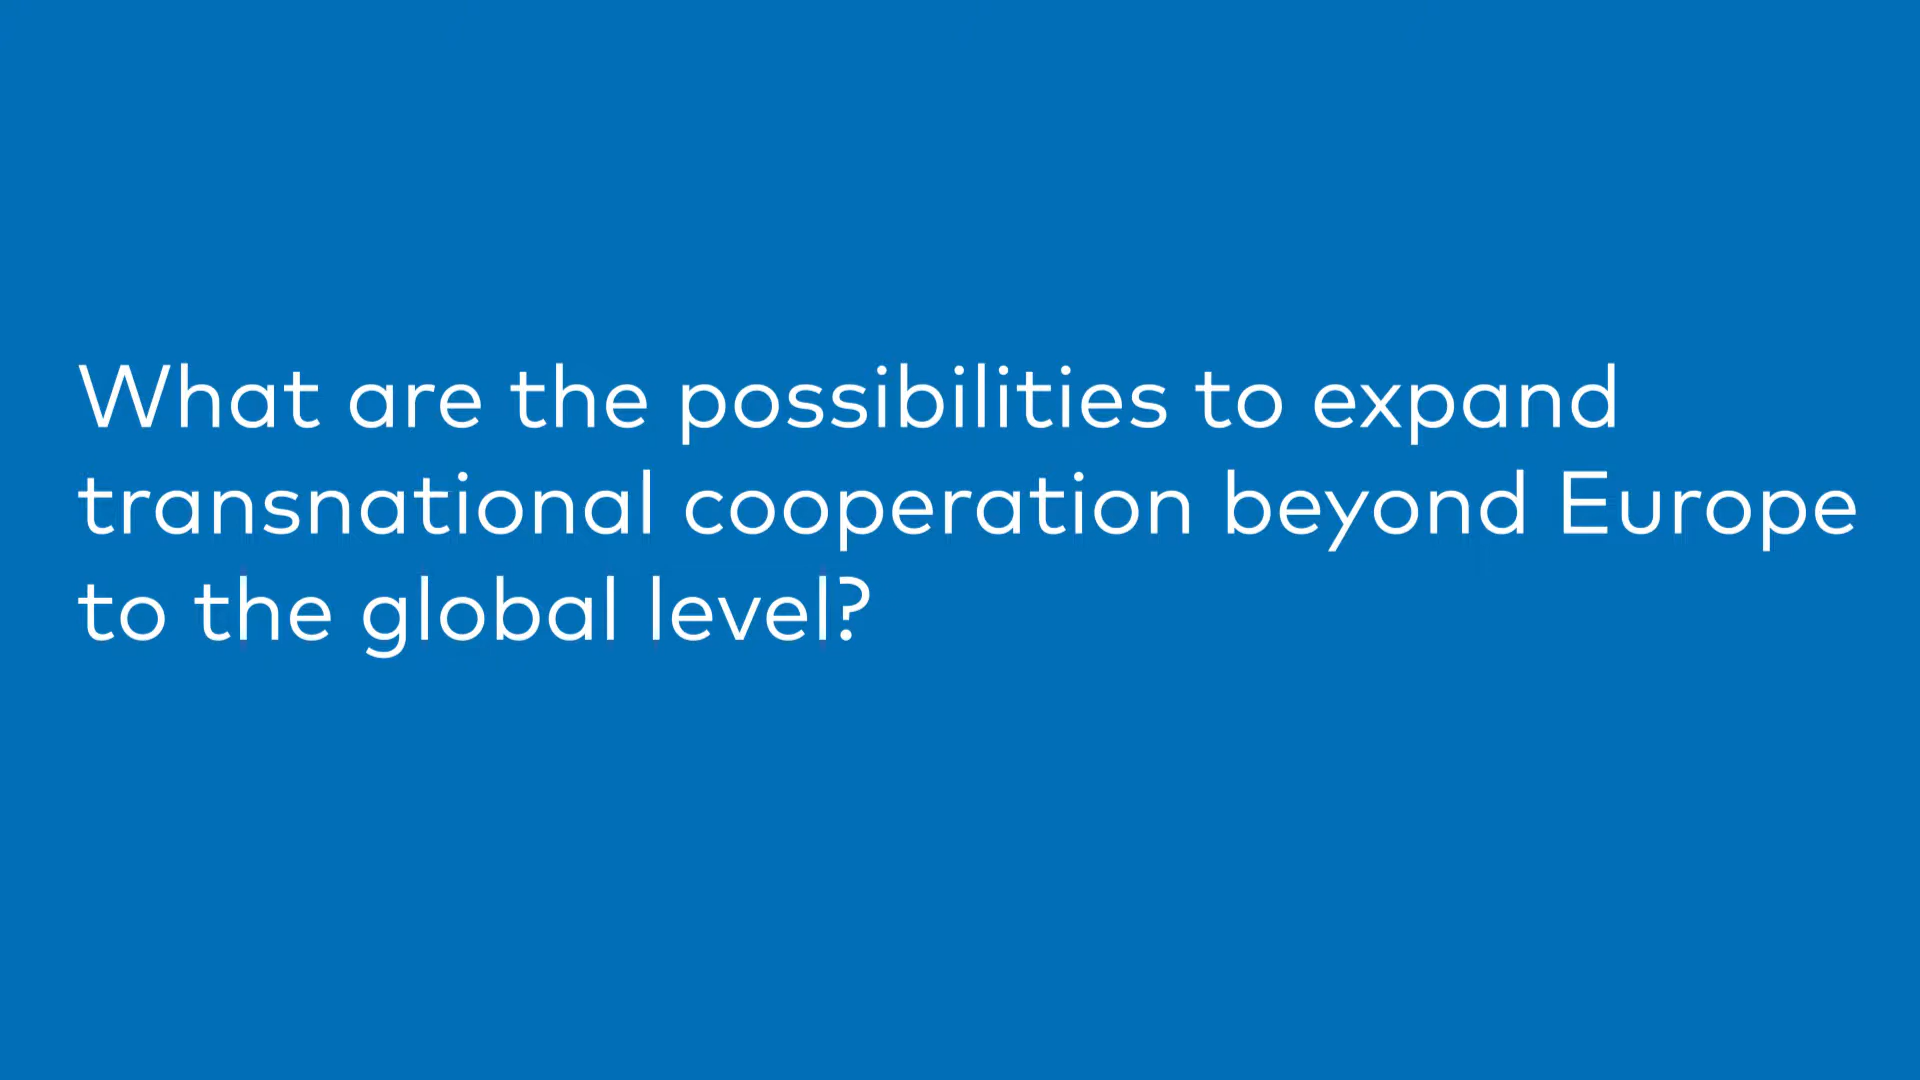 What are the possibilities to expand
transnational cooperation beyond Europe
to the global level?